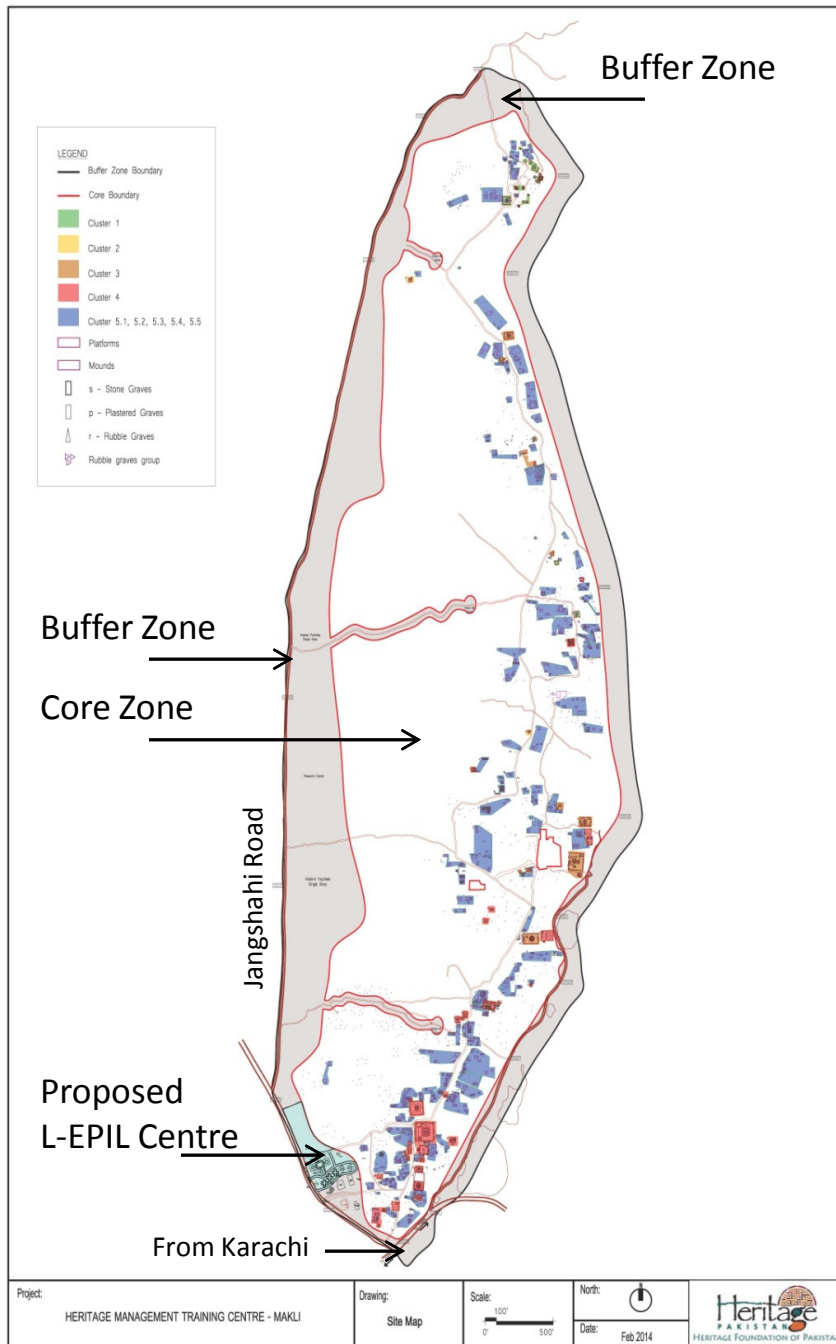 Buffer Zone
LEGEND
Buffer Zone Boundary
Core Boundary
Cluster 1
Cluster 2
Cluster 3
Cluster 4
Cluster 5.1, 5.2, 5.3, 5.4, 5.5
Platforms
Mounds
s - Stone Graves
p - Plastered Graves
r - Rubble Graves
Rubble graves group
Buffer Zone
Core Zone
Jangshahi Road
Proposed
L-EPIL Centre
From Karachi
Project:
HERITAGE MANAGEMENT TRAINING CENTRE - MAKLI
Drawing:
Site Map
Scale:
100'
0'
500'
North:
Date:
Feb 2014
Heritage
PAKISTAN
HERITAGE FOUNDATION OF PAKISTAN